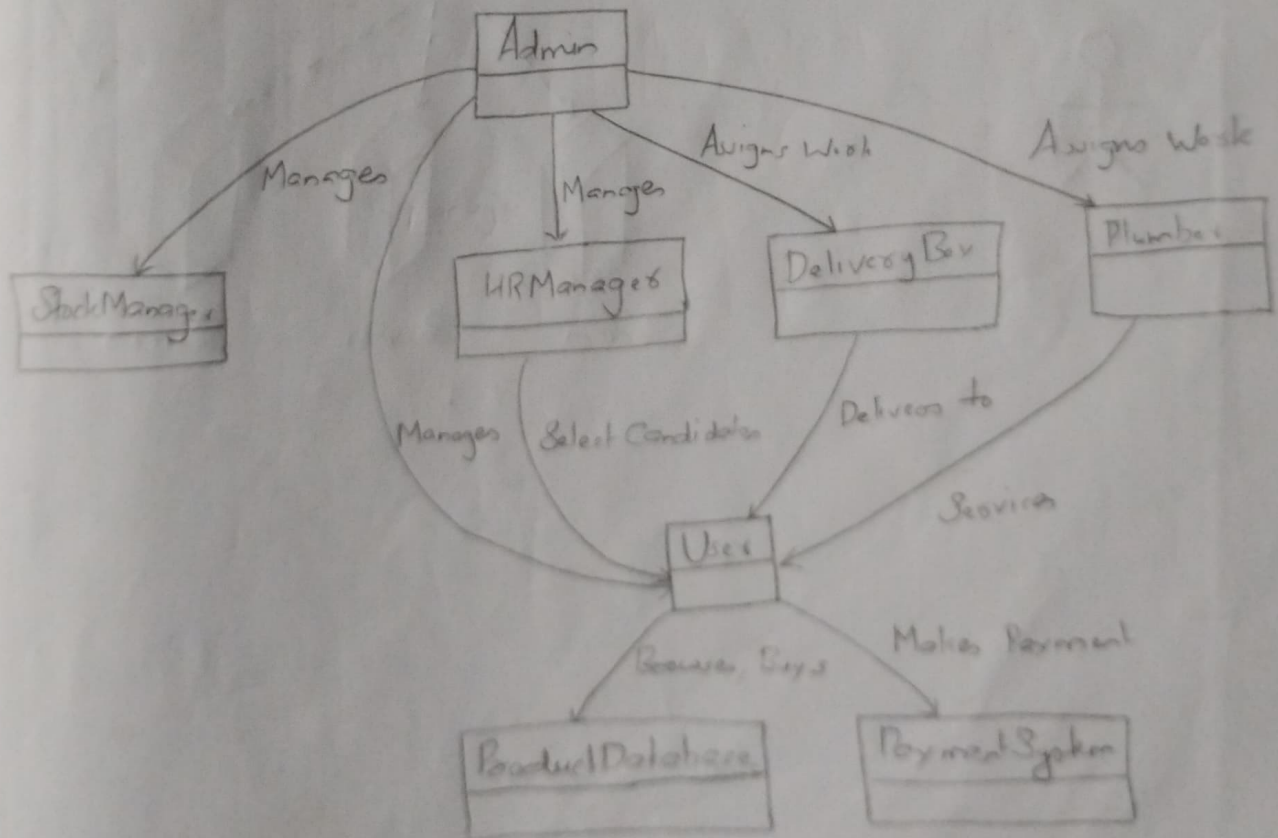 Admin
Manages
Manages
Assigns Work
Assigns Work
StockManager
HRManager
DeliveryBoy
Plumber
Manages
Select Candidates
Delivers to
Services
User
Browses, Buys
Makes Payment
ProductDatabase
PaymentSystem